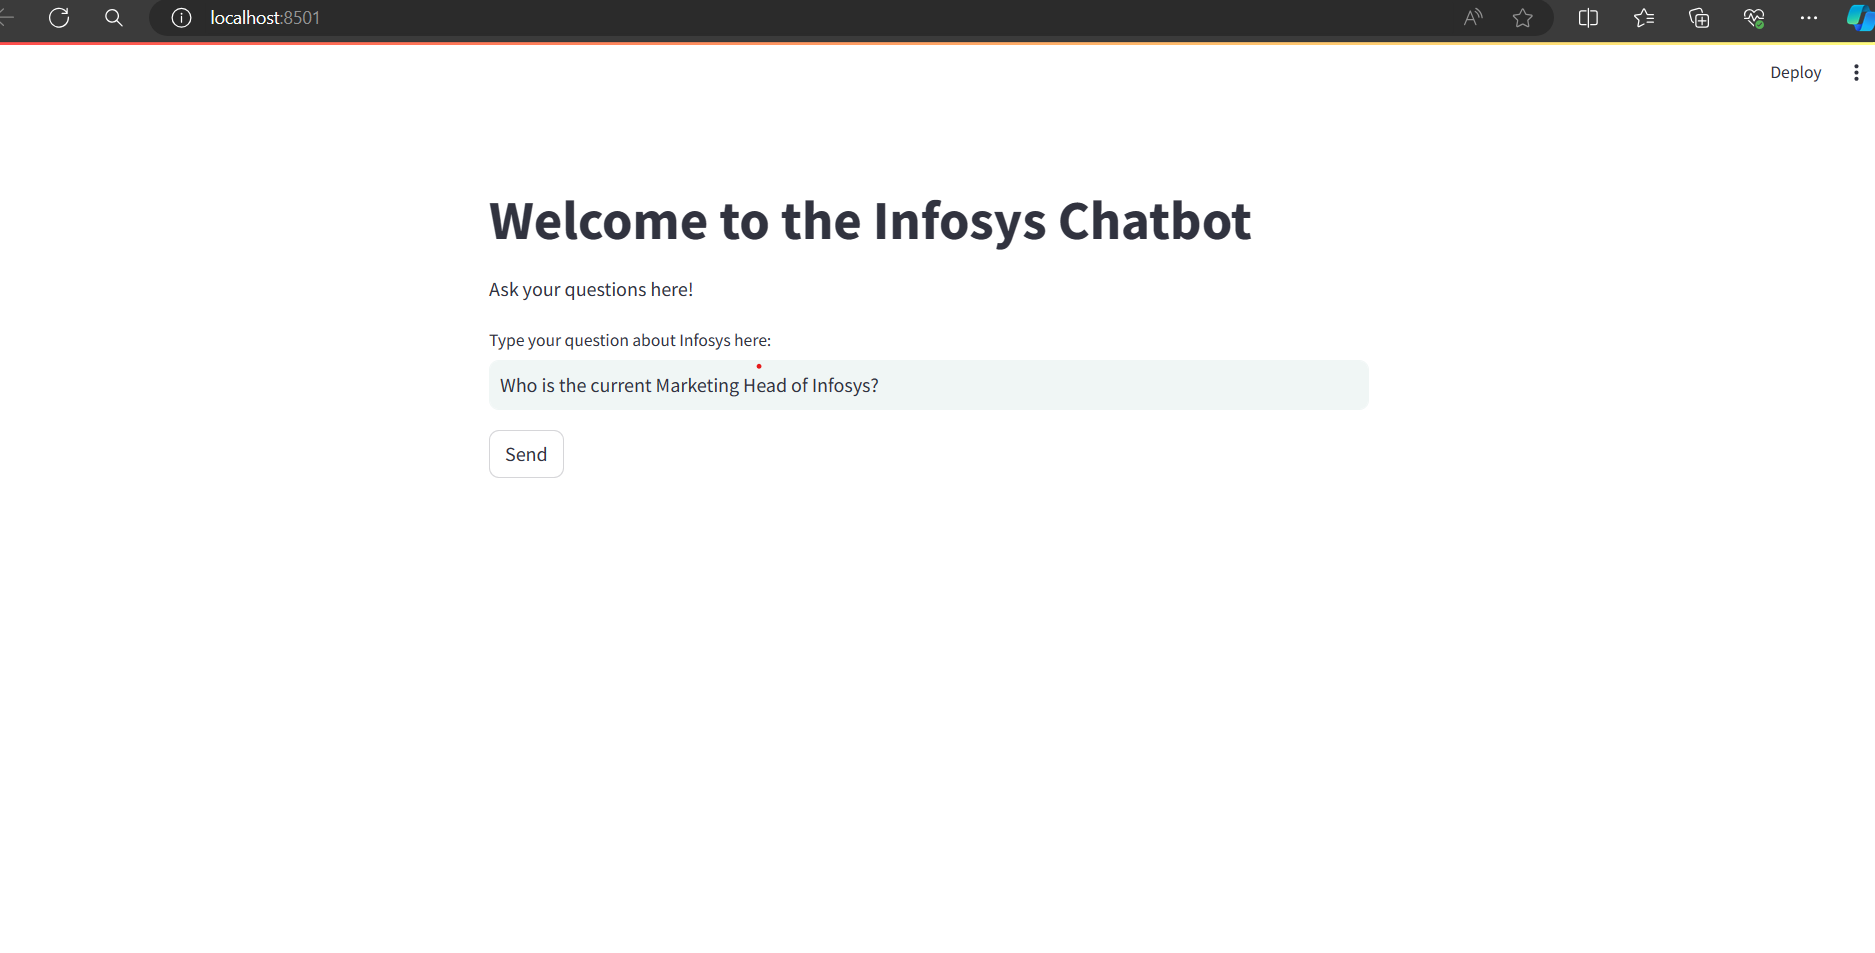 localhost:8501
Deploy
Welcome to the Infosys Chatbot
Ask your questions here!
Type your question about Infosys here:
Who is the current Marketing Head of Infosys?
Send